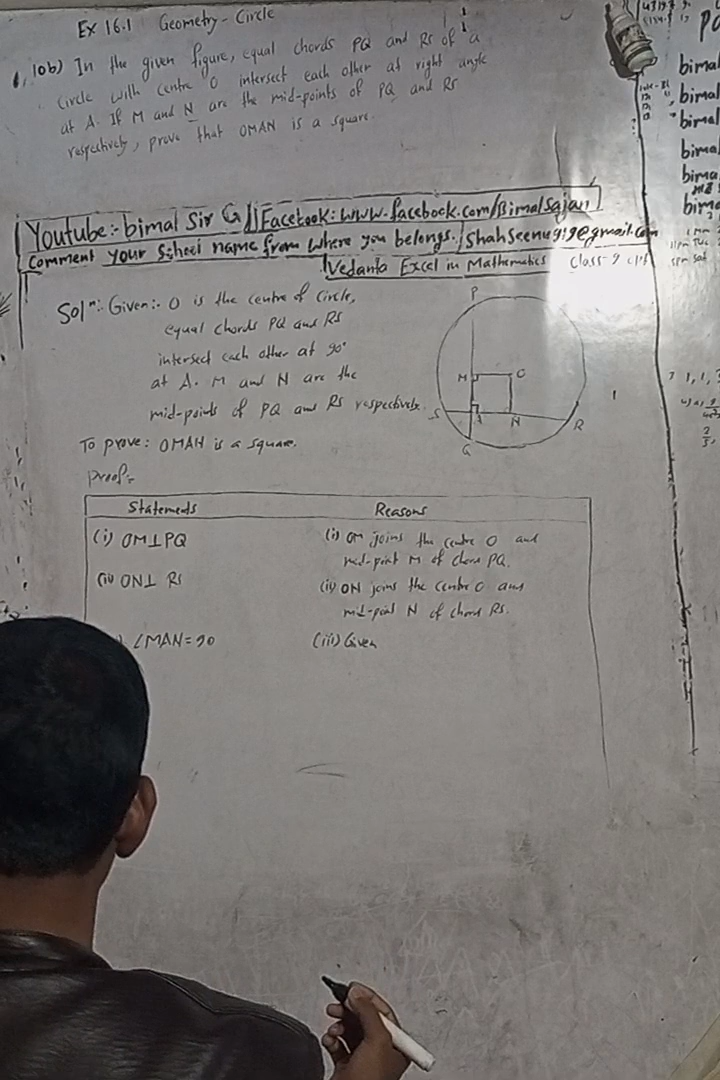 Ex 16.1 Geometry - Circle
10b) In the given figure, equal chords PQ and RS of a
circle with centre O intersect each other at right angle
at A. If M and N are the mid-points of PQ and RS
respectively, prove that OMAN is a square.
Youtube:- bimal Sir G Facebook: www.facebook.com/Bimalsajan
Comment your School name from where you belongs.
Vedanta Excel in Mathematics Class-9
Solⁿ:- Given:- O is the centre of circle,
equal chords PQ and RS
intersect each other at 90°
at A. M and N are the
mid-points of PQ and RS respectively.
P
M
O
S
A
N
R
Q
To prove: OMAN is a square.
Proof:-
Statements Reasons
(i) OM⊥PQ (i) OM joins the centre O and
mid-point M of chord PQ.
(ii) ON⊥ RS (ii) ON joins the centre O and
mid-point N of chord RS.
∠MAN=90 (iii) Given
bimal
bimal
bimal
bimal
bima
bima